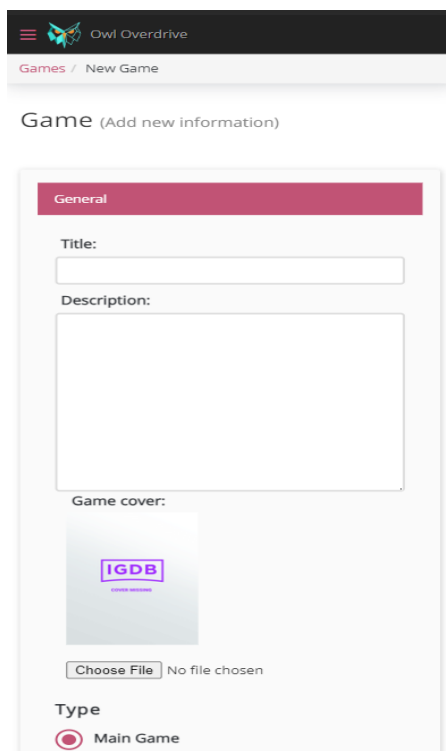 Owl Overdrive
Games / New Game
Game (Add new information)
General
Title:
Description:
Game cover:
IGDB
COVER MISSING
Choose File No file chosen
Type
Main Game